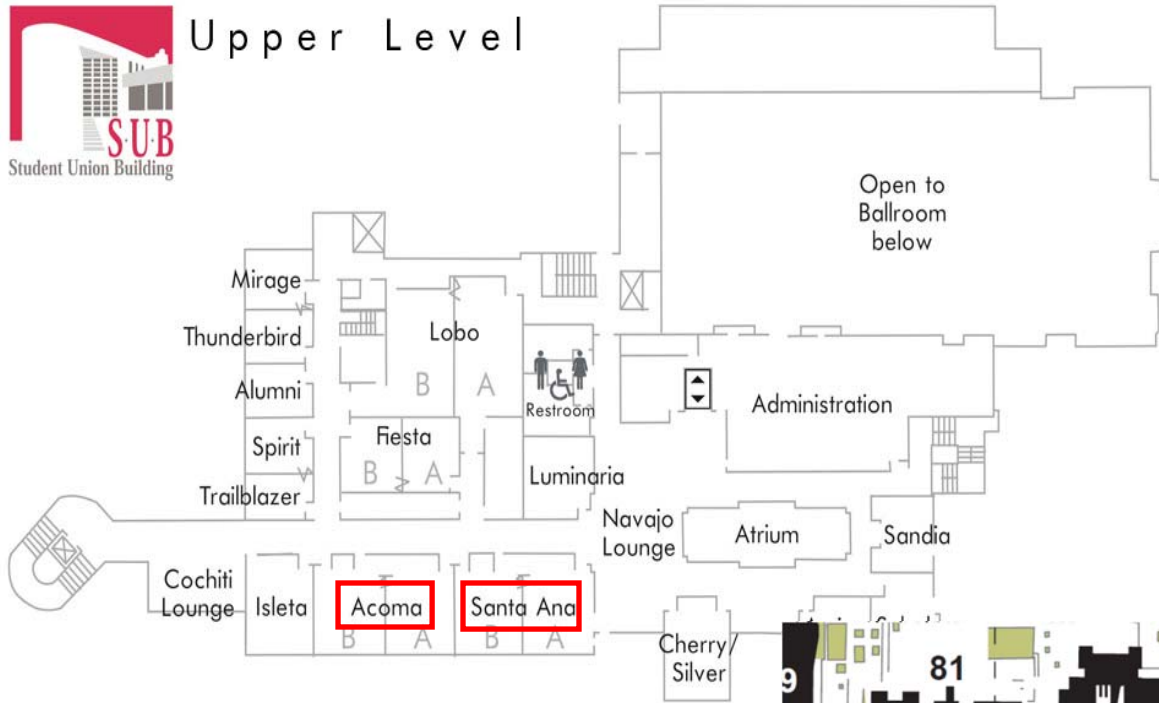 Upper Level
S·U·B
Student Union Building
Open to
Ballroom
below
Mirage
Thunderbird
Lobo
Alumni
B
A
Restroom
Administration
Spirit
Fiesta
B
A
Luminaria
Trailblazer
Navajo
Lounge
Atrium
Sandia
Cochiti
Lounge
Isleta
Acoma
Santa Ana
B
A
B
A
Cherry/
Silver
9
81